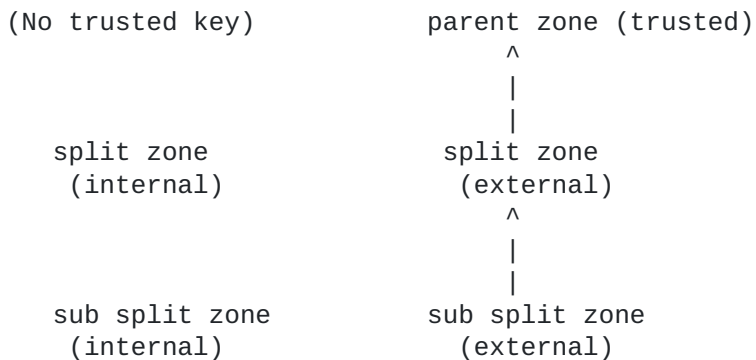 (No trusted key) parent zone (trusted)
^
|
|
split zone split zone
(internal) (external)
^
|
|
sub split zone sub split zone
(internal) (external)